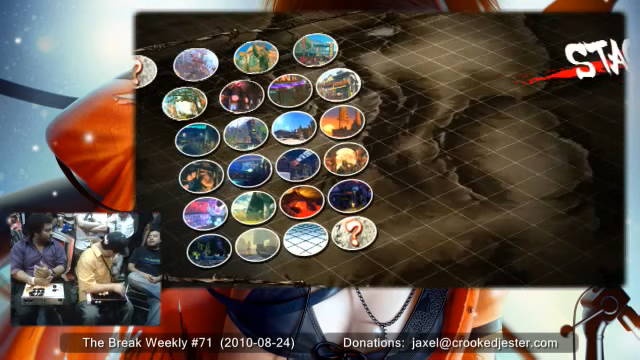 STA
The Break Weekly #71 (2010-08-24) Donations: jaxel@crookedjester.com